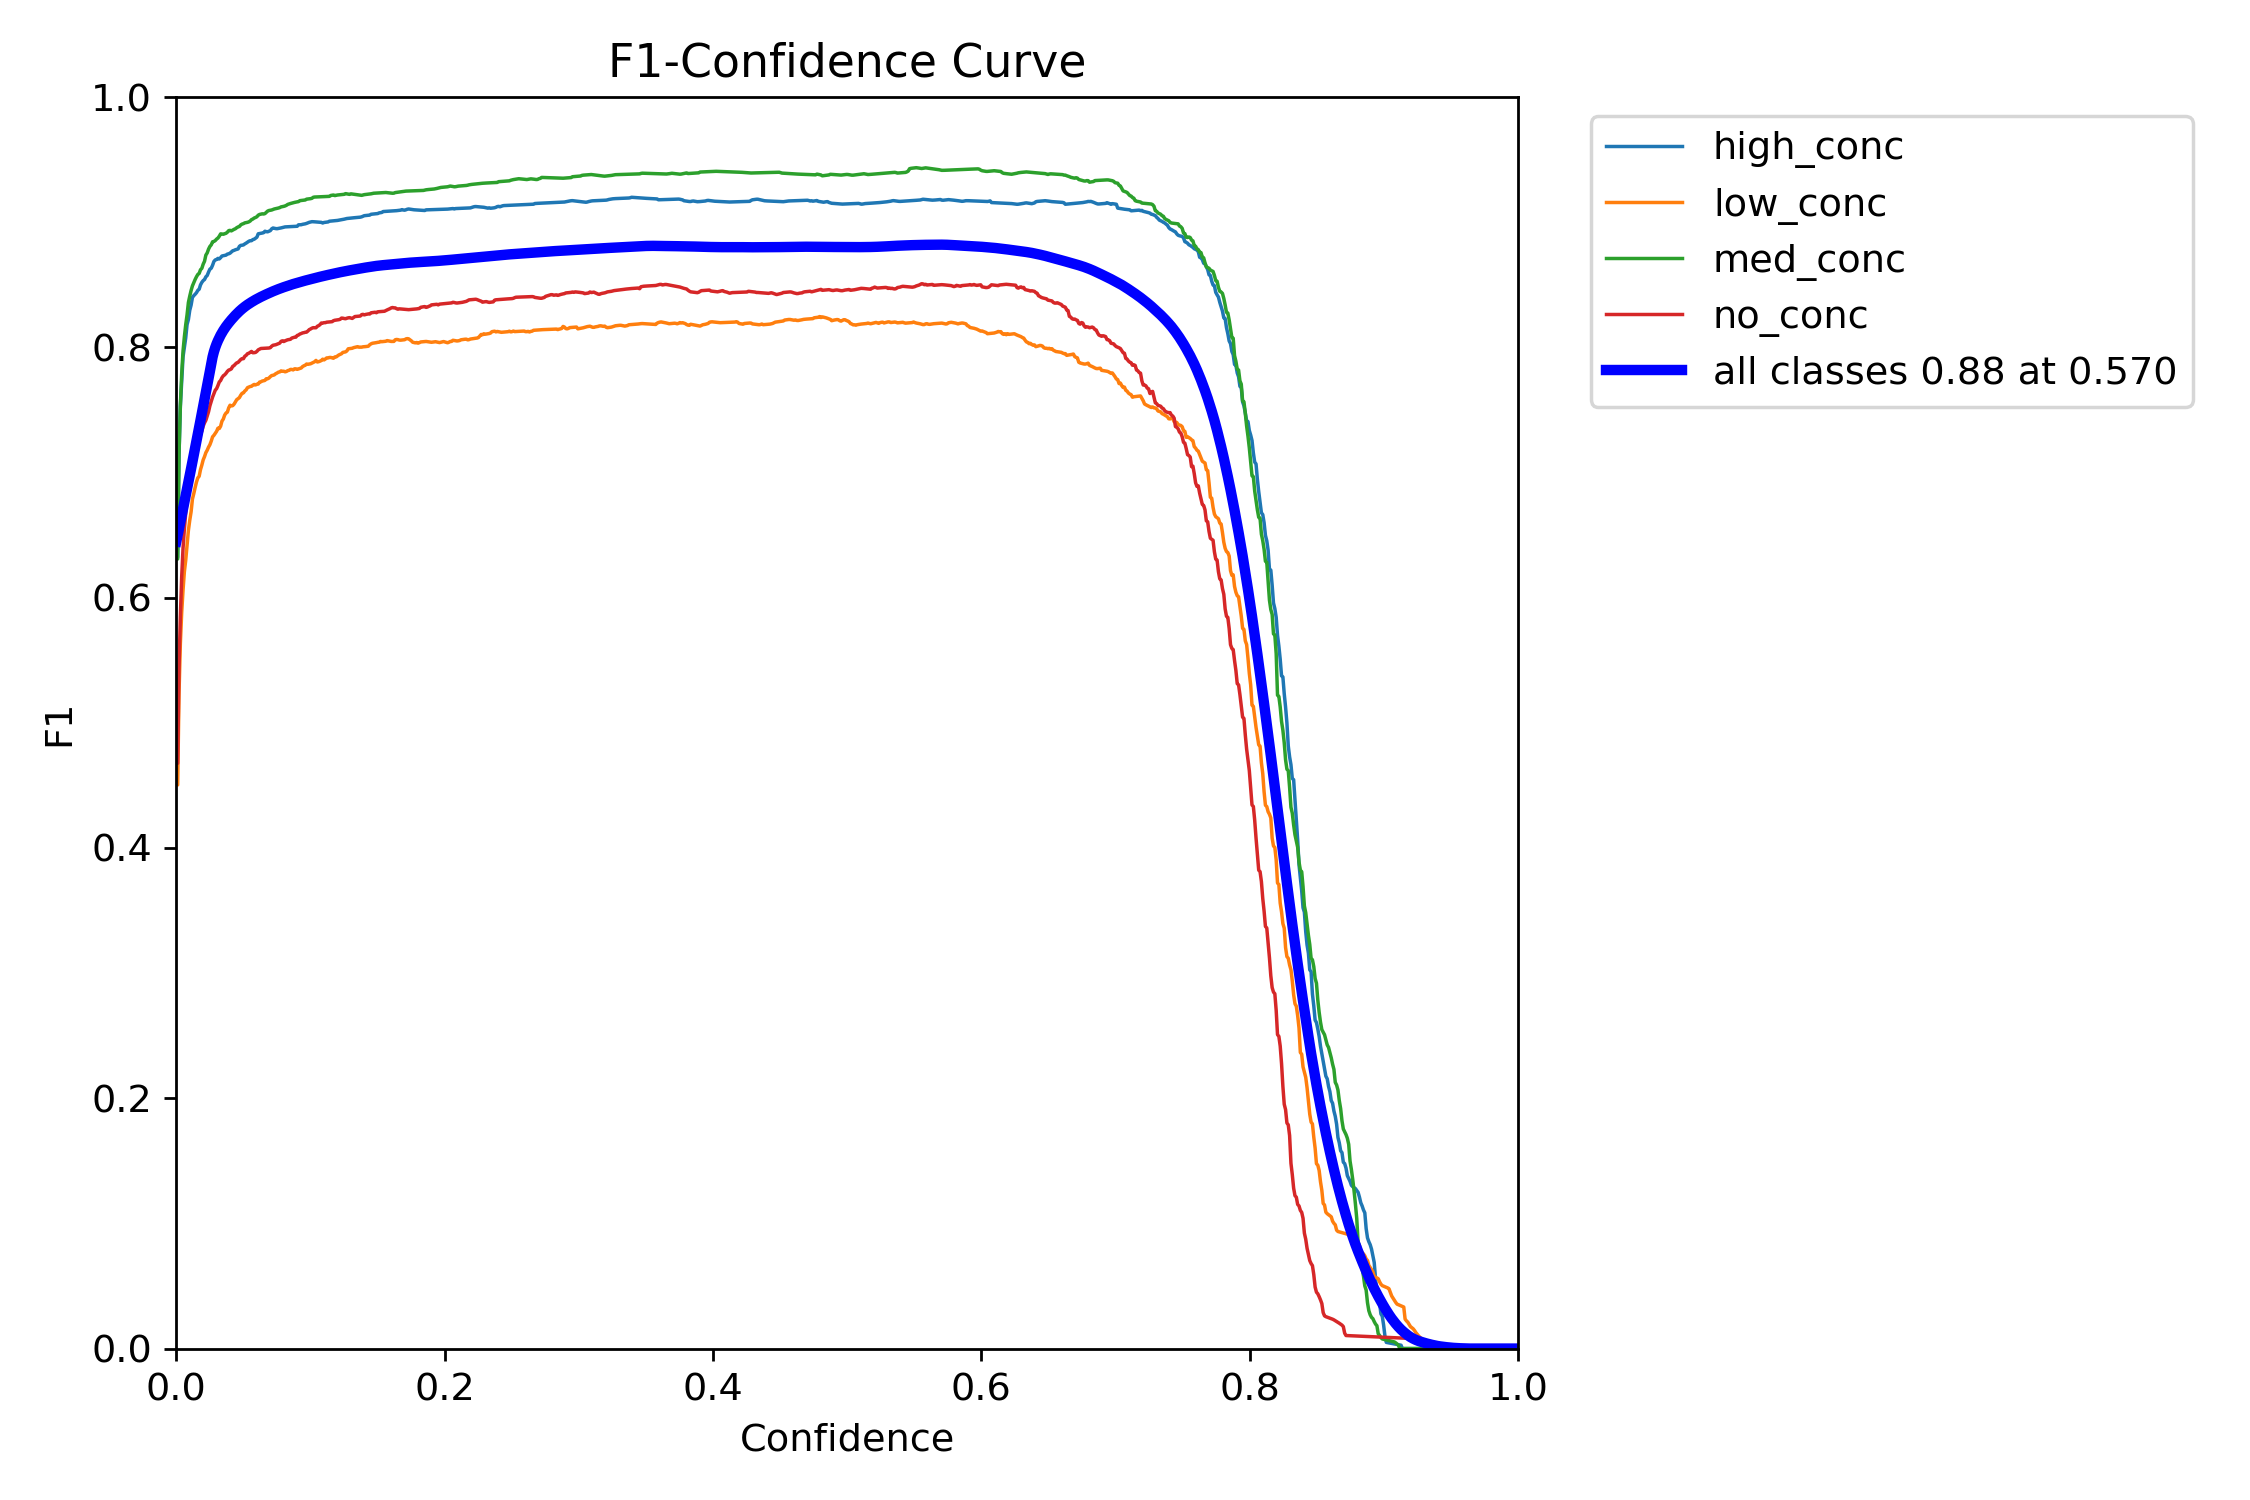 F1-Confidence Curve
1.0
0.8
0.6
0.4
0.2
0.0
F1
0.0 0.2 0.4 0.6 0.8 1.0
Confidence
high_conc
low_conc
med_conc
no_conc
all classes 0.88 at 0.570